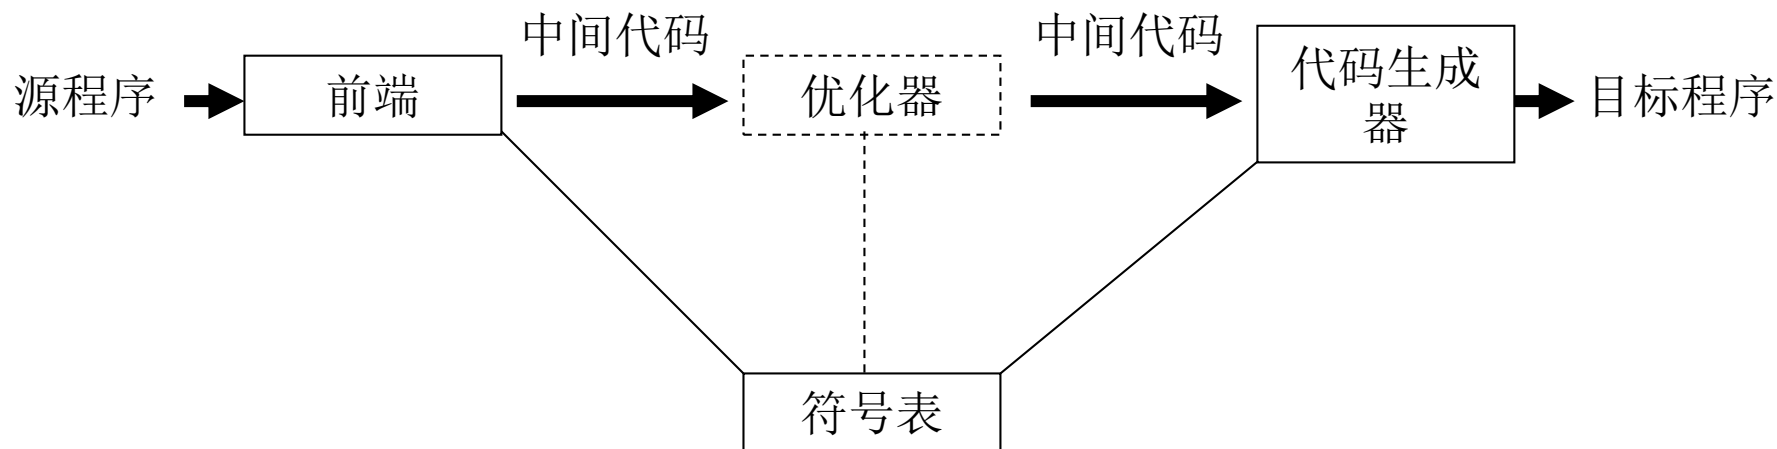 中间代码
中间代码
源程序
前端
优化器
代码生成
器
目标程序
符号表